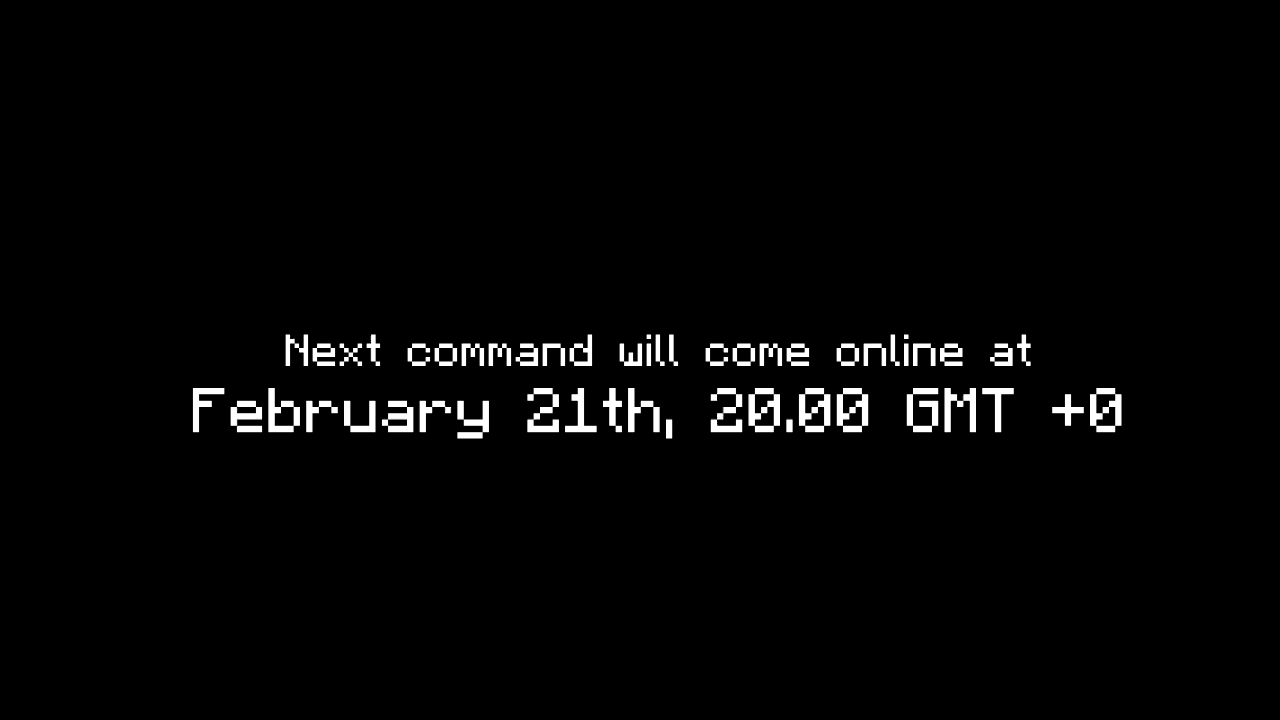 Next command will come online at
February 21th, 20.00 GMT +0